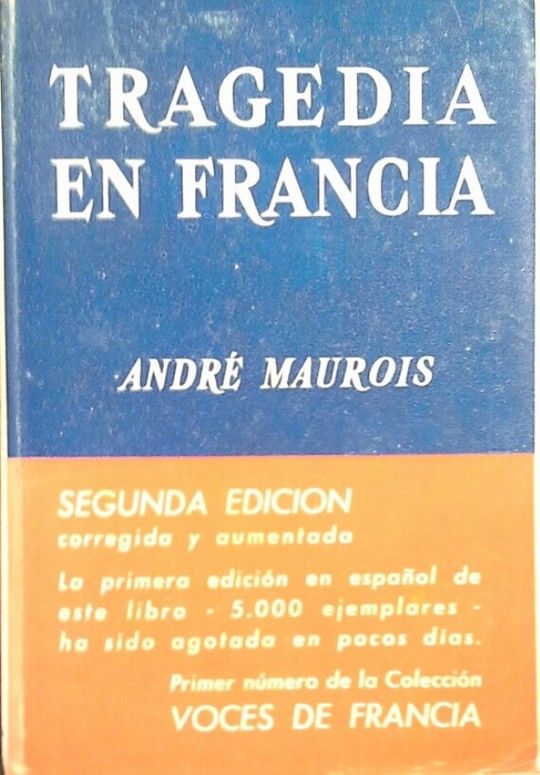 TRAGEDIA
EN FRANCIA
ANDRÉ MAUROIS
SEGUNDA EDICION
corregida y aumentada
La primera edición en español de
este libro - 5.000 ejemplares -
ha sido agotada en pocos días.
Primer número de la Colección
VOCES DE FRANCIA